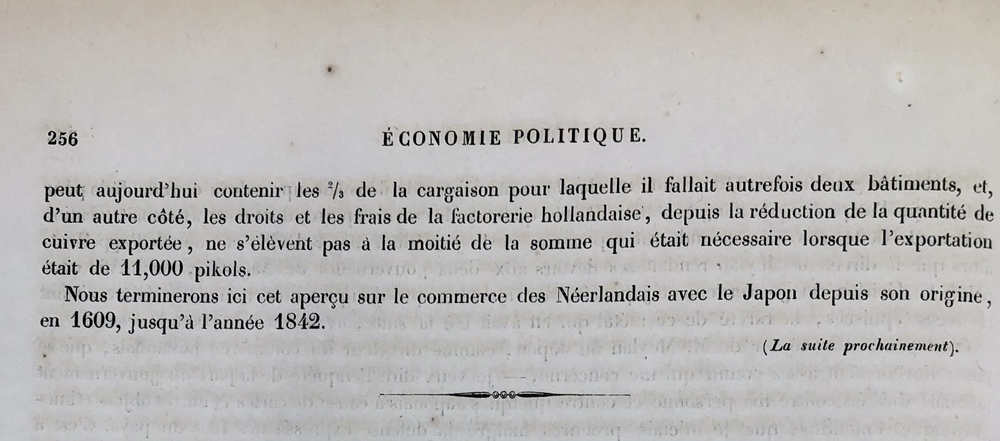 256
ÉCONOMIE POLITIQUE.
peut aujourd'hui contenir les 2/3 de la cargaison pour laquelle il fallait autrefois deux bâtiments, et,
d'un autre côté, les droits et les frais de la factorerie hollandaise, depuis la réduction de la quantité de
cuivre exportée, ne s'élèvent pas à la moitié de la somme qui était nécessaire lorsque l'exportation
était de 11,000 pikols.
Nous terminerons ici cet aperçu sur le commerce des Néerlandais avec le Japon depuis son origine,
en 1609, jusqu'à l'année 1842.
(La suite prochainement).